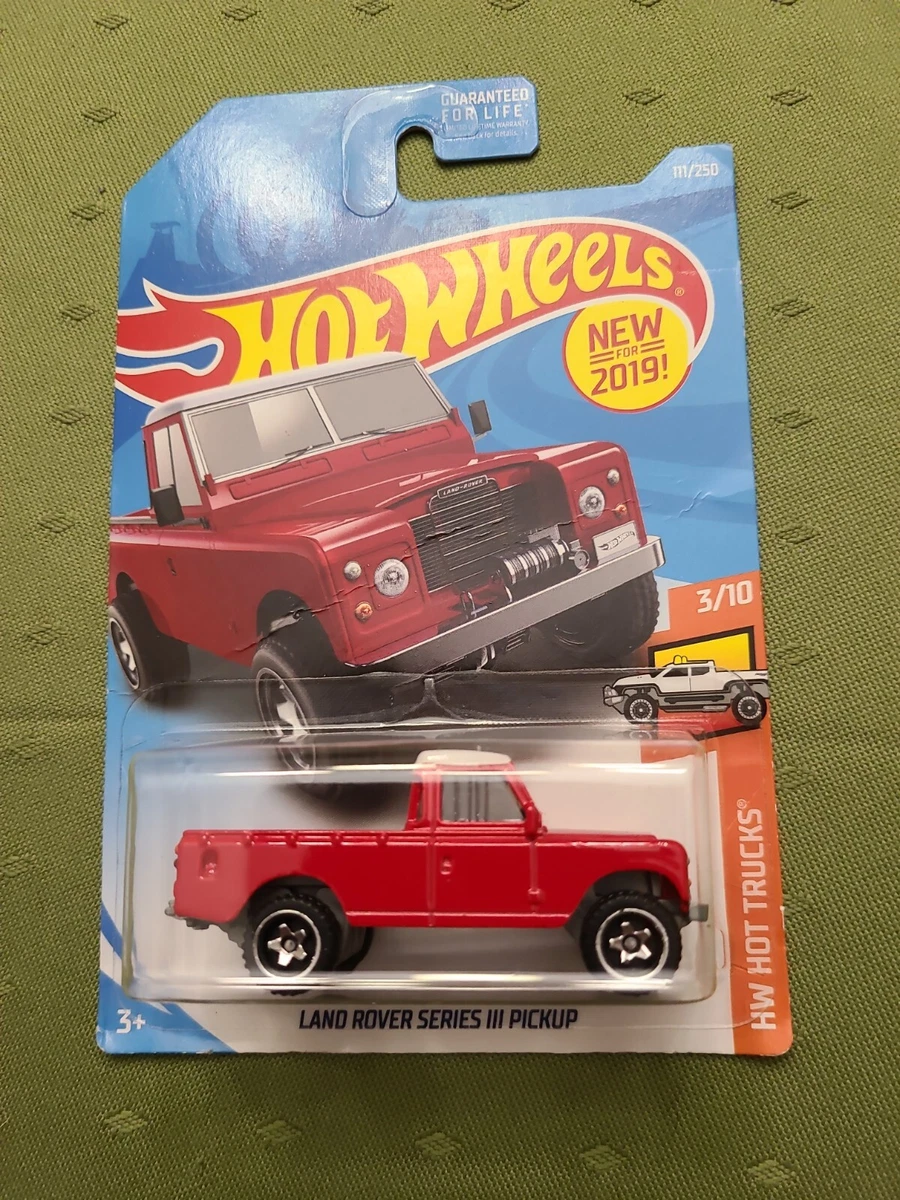 GUARANTEED
FOR LIFE*
111/250
HOT WHEELS®
NEW
FOR
2019!
LAND-ROVER
3/10
HW HOT TRUCKS®
3+
LAND ROVER SERIES III PICKUP